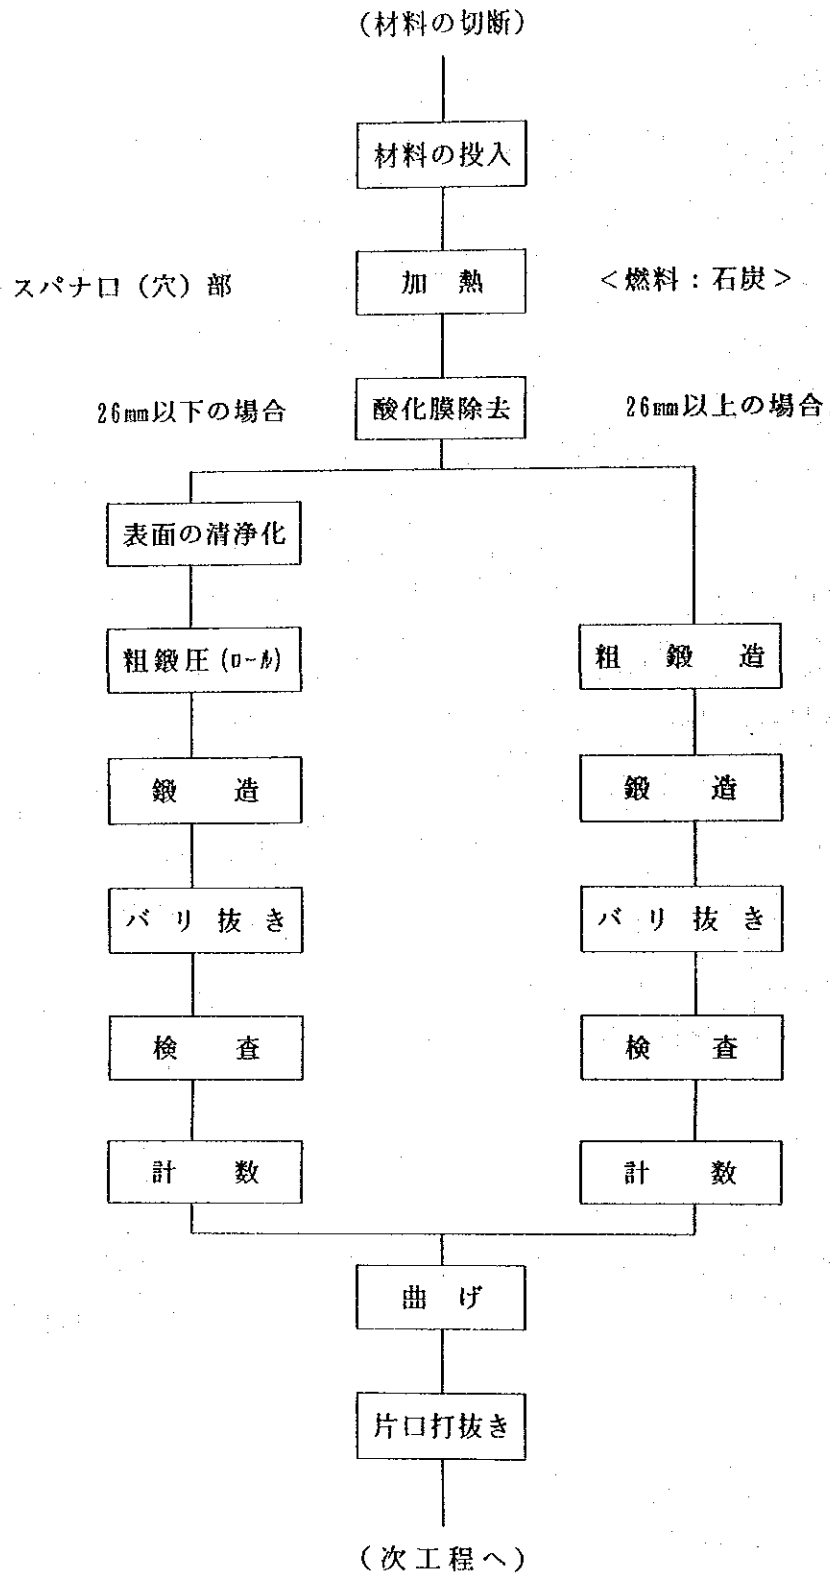 (材料の切断)
材料の投入
スパナ口(穴)部
加熱
<燃料:石炭>
26mm以下の場合
酸化膜除去
26mm以上の場合
表面の清浄化
粗鍛圧(ロール)
粗鍛造
鍛造
鍛造
バリ抜き
バリ抜き
検査
検査
計数
計数
曲げ
片口打抜き
(次工程へ)